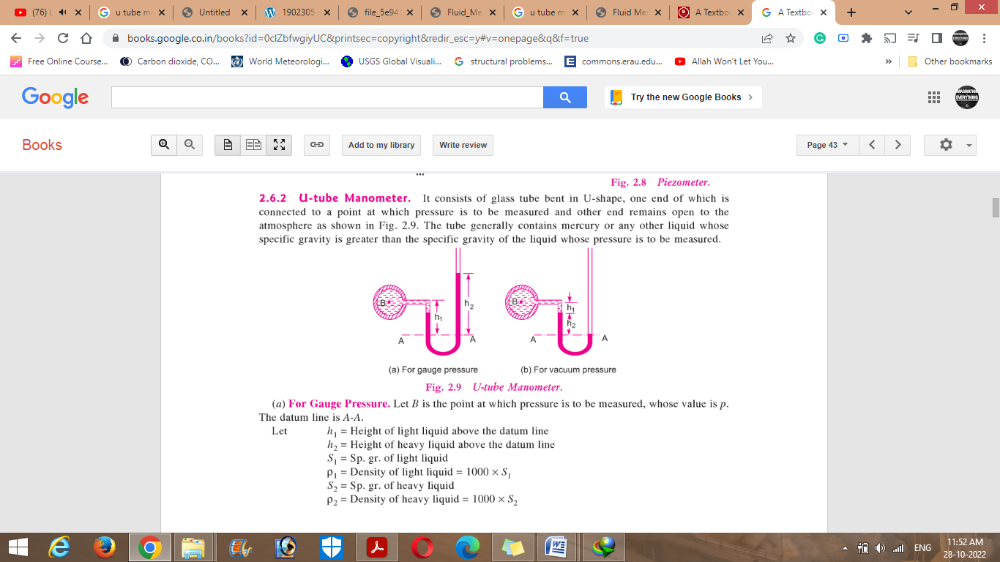 (76) L
u tube m
Untitled
1902305
file_5e94
Fluid_Me
u tube m
Fluid Me
A Textbo
A Textbo
books.google.co.in/books?id=0clZbfwgiyUC&printsec=copyright&redir_esc=y#v=onepage&q&f=true
Free Online Course...
Carbon dioxide, CO...
World Meteorologi...
USGS Global Visuali...
structural problems...
commons.erau.edu...
Allah Won't Let You...
»
Other bookmarks
Google
Try the new Google Books
IMAGINATION
EVERYTHING
Books
Add to my library
Write review
Page 43
Fig. 2.8 Piezometer.
2.6.2 U-tube Manometer. It consists of glass tube bent in U-shape, one end of which is
connected to a point at which pressure is to be measured and other end remains open to the
atmosphere as shown in Fig. 2.9. The tube generally contains mercury or any other liquid whose
specific gravity is greater than the specific gravity of the liquid whose pressure is to be measured.
B
h1
h2
A
A
B
h1
h2
A
A
(a) For gauge pressure
(b) For vacuum pressure
Fig. 2.9 U-tube Manometer.
(a) For Gauge Pressure. Let B is the point at which pressure is to be measured, whose value is p.
The datum line is A-A.
Let h₁ = Height of light liquid above the datum line
h₂ = Height of heavy liquid above the datum line
S₁ = Sp. gr. of light liquid
ρ₁ = Density of light liquid = 1000 × S₁
S₂ = Sp. gr. of heavy liquid
ρ₂ = Density of heavy liquid = 1000 × S₂
ENG
11:52 AM
28-10-2022